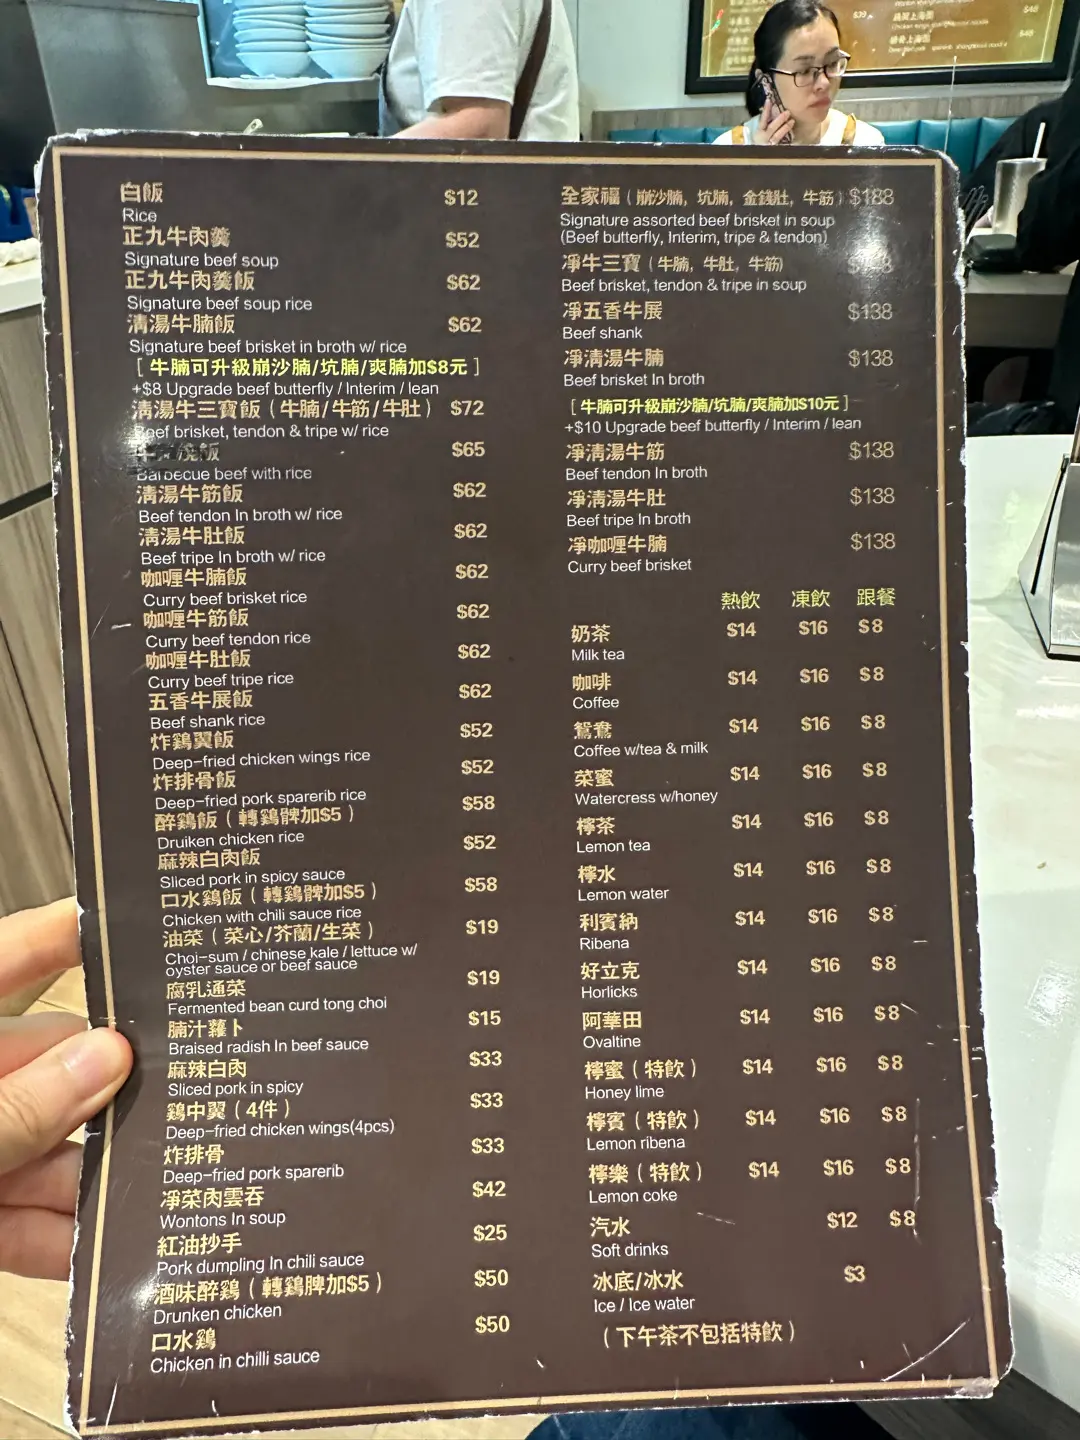 白飯 $12
Rice
正九牛肉羹 $52
Signature beef soup
正九牛肉羹飯 $62
Signature beef soup rice
清湯牛腩飯 $62
Signature beef brisket in broth w/ rice
[ 牛腩可升級崩沙腩/坑腩/爽腩加$8元 ]
+$8 Upgrade beef butterfly / Interim / lean
清湯牛三寶飯（牛腩/牛筋/牛肚） $72
Beef brisket, tendon & tripe w/ rice
飯 $65
Barbecue beef with rice
清湯牛筋飯 $62
Beef tendon In broth w/ rice
清湯牛肚飯 $62
Beef tripe In broth w/ rice
咖喱牛腩飯 $62
Curry beef brisket rice
咖喱牛筋飯 $62
Curry beef tendon rice
咖喱牛肚飯 $62
Curry beef tripe rice
五香牛展飯 $62
Beef shank rice
炸鷄翼飯 $52
Deep-fried chicken wings rice
炸排骨飯 $52
Deep-fried pork sparerib rice
醉鷄飯（轉鷄髀加$5） $58
Druiken chicken rice
麻辣白肉飯 $52
Sliced pork in spicy sauce
口水鷄飯（轉鷄髀加$5） $58
Chicken with chili sauce rice
油菜（菜心/芥蘭/生菜） $19
Choi-sum / chinese kale / lettuce w/
oyster sauce or beef sauce
腐乳通菜 $19
Fermented bean curd tong choi
腩汁蘿卜 $15
Braised radish In beef sauce
麻辣白肉 $33
Sliced pork in spicy
鷄中翼（4件） $33
Deep-fried chicken wings(4pcs)
炸排骨 $33
Deep-fried pork sparerib
凈菜肉雲吞 $42
Wontons In soup
紅油抄手 $25
Pork dumpling In chili sauce
酒味醉鷄（轉鷄脾加$5） $50
Drunken chicken
口水鷄 $50
Chicken in chilli sauce
全家福（崩沙腩，坑腩，金錢肚，牛筋）$188
Signature assorted beef brisket in soup
(Beef butterfly, Interim, tripe & tendon)
凈牛三寶（牛腩，牛肚，牛筋）
Beef brisket, tendon & tripe in soup
凈五香牛展 $138
Beef shank
凈清湯牛腩 $138
Beef brisket In broth
[ 牛腩可升級崩沙腩/坑腩/爽腩加$10元 ]
+$10 Upgrade beef butterfly / Interim / lean
凈清湯牛筋 $138
Beef tendon In broth
凈清湯牛肚 $138
Beef tripe In broth
凈咖喱牛腩 $138
Curry beef brisket
熱飲 凍飲 跟餐
奶茶 $14 $16 $8
Milk tea
咖啡 $14 $16 $8
Coffee
鴛鴦 $14 $16 $8
Coffee w/tea & milk
菜蜜 $14 $16 $8
Watercress w/honey
檸茶 $14 $16 $8
Lemon tea
檸水 $14 $16 $8
Lemon water
利賓納 $14 $16 $8
Ribena
好立克 $14 $16 $8
Horlicks
阿華田 $14 $16 $8
Ovaltine
檸蜜（特飲） $14 $16 $8
Honey lime
檸賓（特飲） $14 $16 $8
Lemon ribena
檸樂（特飲） $14 $16 $8
Lemon coke
汽水 $12 $8
Soft drinks
冰底/冰水 $3
Ice / Ice water
（下午茶不包括特飲）